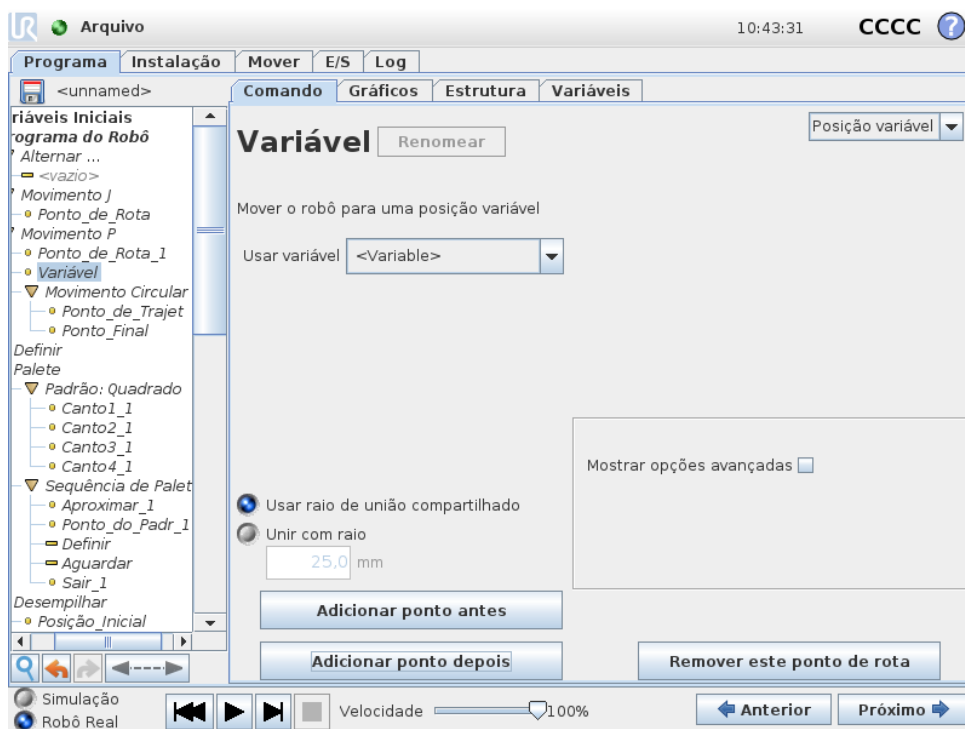 UR Arquivo 10:43:31 CCCC ?
Programa Instalação Mover E/S Log
<unnamed>
Comando Gráficos Estrutura Variáveis
riáveis Iniciais
rograma do Robô
Alternar ...
<vazio>
Movimento J
Ponto_de_Rota
Movimento P
Ponto_de_Rota_1
Variável
Movimento Circular
Ponto_de_Trajet
Ponto_Final
Definir
Palete
Padrão: Quadrado
Canto1_1
Canto2_1
Canto3_1
Canto4_1
Sequência de Palet
Aproximar_1
Ponto_do_Padr_1
Definir
Aguardar
Sair_1
Desempilhar
Posição_Inicial
Variável Renomear
Posição variável
Mover o robô para uma posição variável
Usar variável <Variable>
Mostrar opções avançadas
Usar raio de união compartilhado
Unir com raio
25,0 mm
Adicionar ponto antes
Adicionar ponto depois
Remover este ponto de rota
Simulação
Robô Real
Velocidade 100%
Anterior Próximo